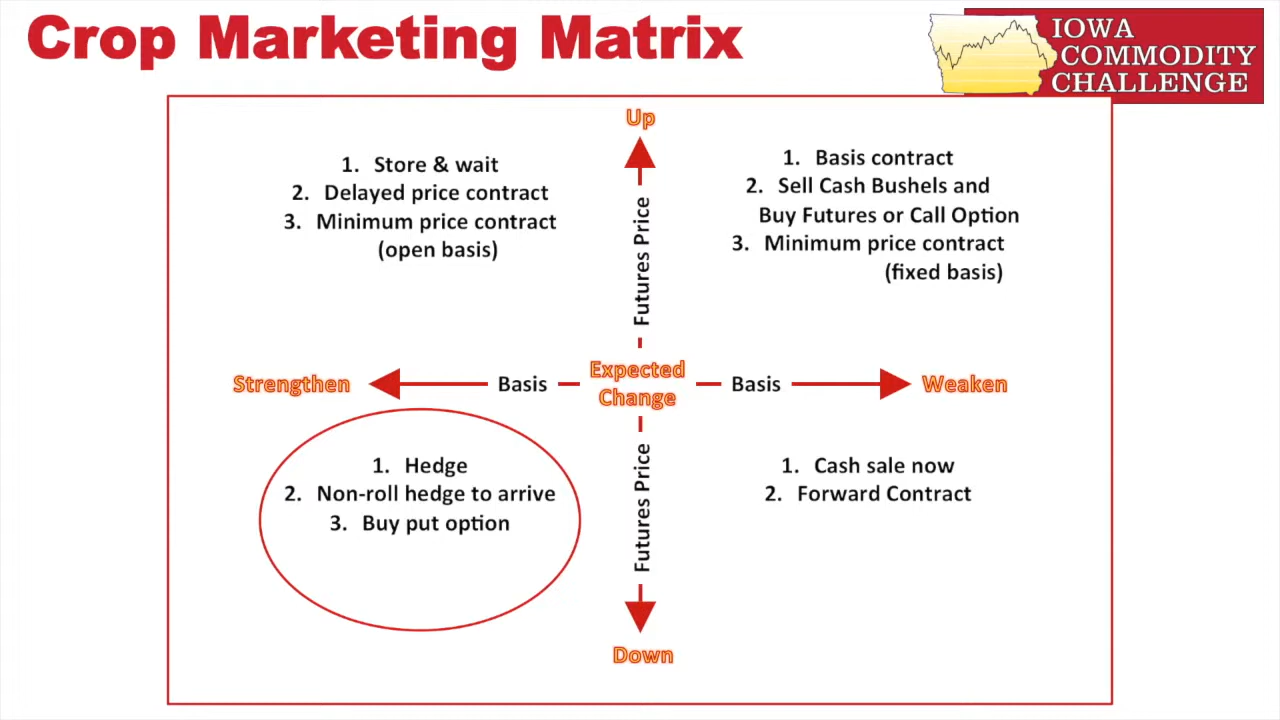 Crop Marketing Matrix
IOWA
COMMODITY
CHALLENGE
Up
1. Store & wait
2. Delayed price contract
3. Minimum price contract
(open basis)
Futures Price
1. Basis contract
2. Sell Cash Bushels and
Buy Futures or Call Option
3. Minimum price contract
(fixed basis)
Strengthen
Basis
Expected
Change
Basis
Weaken
1. Hedge
2. Non-roll hedge to arrive
3. Buy put option
Futures Price
1. Cash sale now
2. Forward Contract
Down